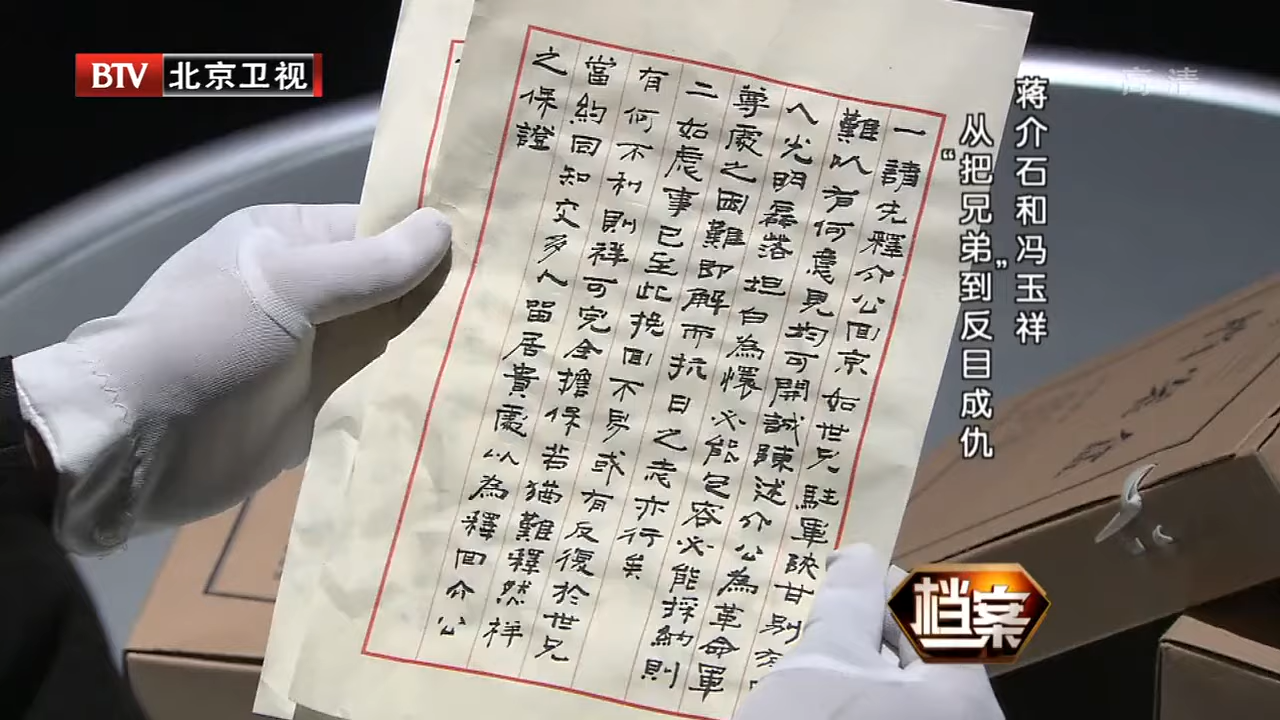 BTV 北京卫视
高清
蒋介石和冯玉祥
从“把兄弟”到反目成仇
一請先釋介公回京如世兄駐軍陝甘別有
難以有何意見均可開誠陳述介公為革命軍
人光明磊落坦白為懷必能包容必能採納則
尊處之困難即解而抗日之志亦行矣
二如慮事已至此挽回不易或有反復於世兄
有何不利則祥可完全擔保若猶難釋然祥
當約同知交多人留居貴處以為釋回介公
之保證
档案